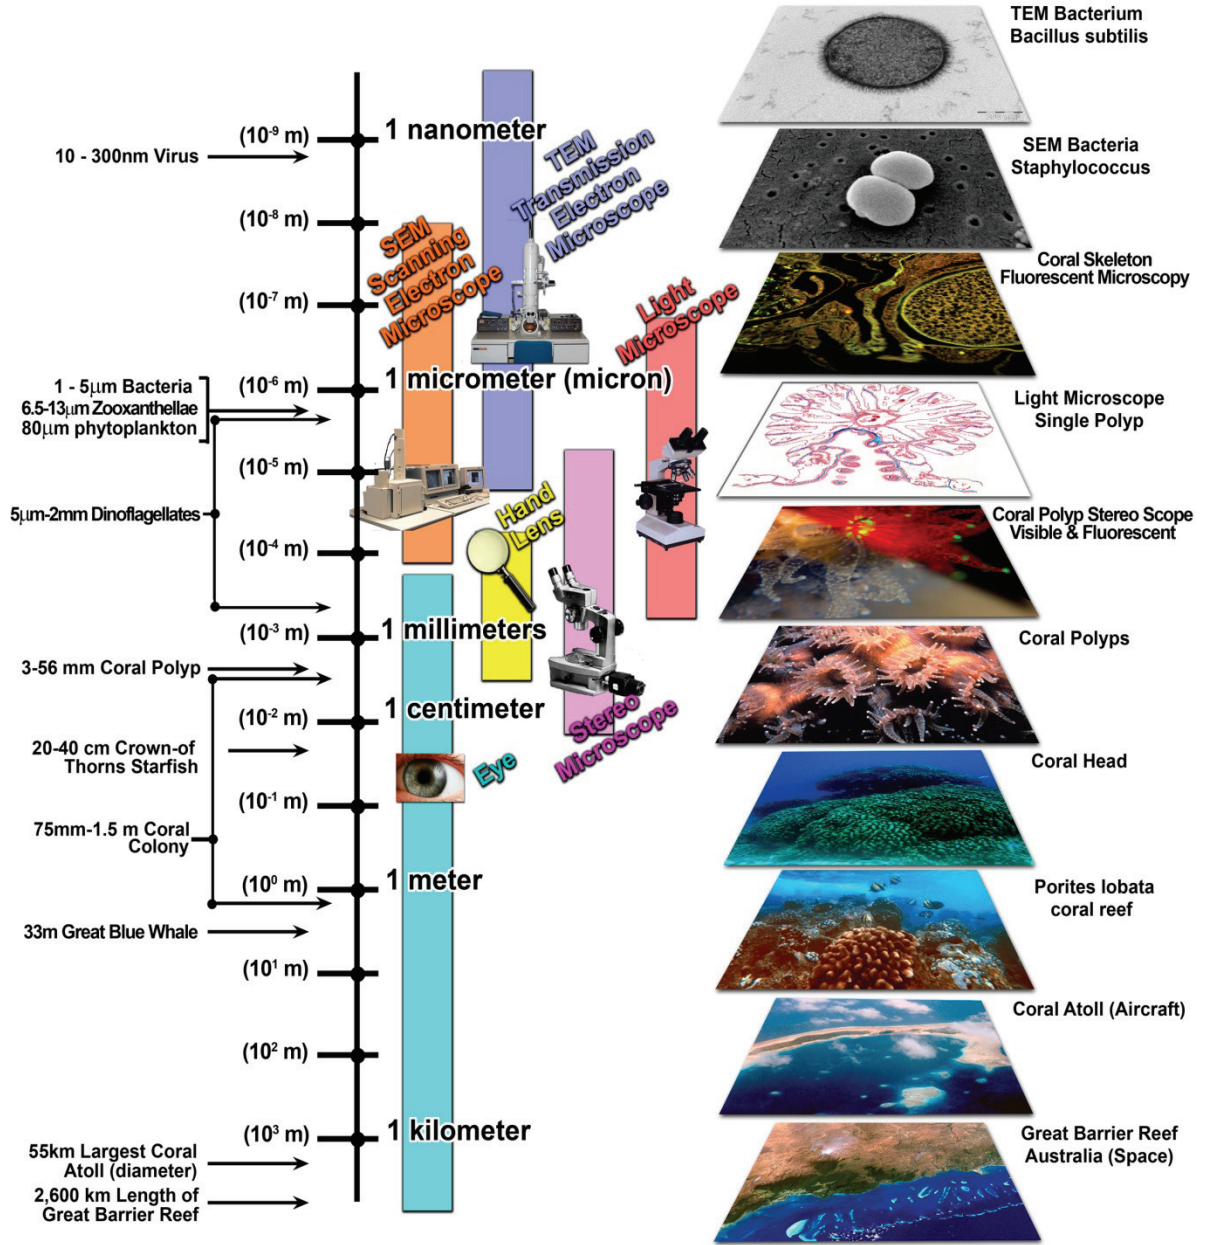 TEM Bacterium
Bacillus subtilis
(10⁻⁹ m)
1 nanometer
10 - 300nm Virus
TEM
Transmission
Electron
Microscope
SEM Bacteria
Staphylococcus
(10⁻⁸ m)
SEM
Scanning
Electron
Microscope
Coral Skeleton
Fluorescent Microscopy
(10⁻⁷ m)
Light
Microscope
1 - 5µm Bacteria
6.5-13µm Zooxanthellae
80µm phytoplankton
(10⁻⁶ m)
1 micrometer (micron)
Light Microscope
Single Polyp
(10⁻⁵ m)
5µm-2mm Dinoflagellates
Hand
Lens
Coral Polyp Stereo Scope
Visible & Fluorescent
(10⁻⁴ m)
(10⁻³ m)
1 millimeters
Coral Polyps
3-56 mm Coral Polyp
(10⁻² m)
1 centimeter
Stereo
Microscope
20-40 cm Crown-of
Thorns Starfish
Eye
Coral Head
(10⁻¹ m)
75mm-1.5 m Coral
Colony
(10⁰ m)
1 meter
Porites lobata
coral reef
33m Great Blue Whale
(10¹ m)
Coral Atoll (Aircraft)
(10² m)
(10³ m)
1 kilometer
Great Barrier Reef
Australia (Space)
55km Largest Coral
Atoll (diameter)
2,600 km Length of
Great Barrier Reef